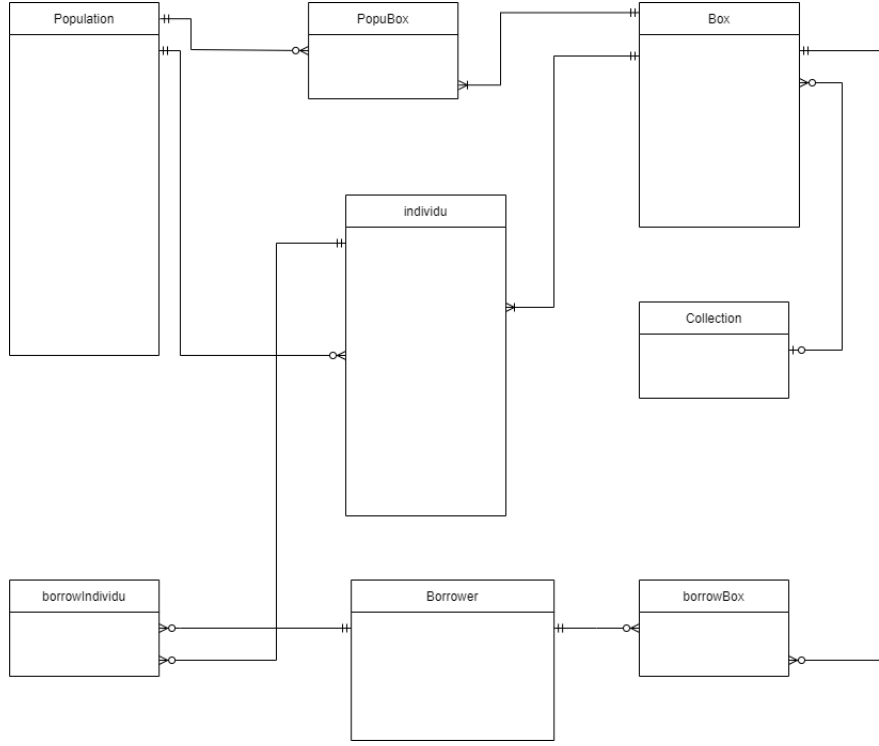 Population
PopuBox
Box
individu
Collection
borrowIndividu
Borrower
borrowBox